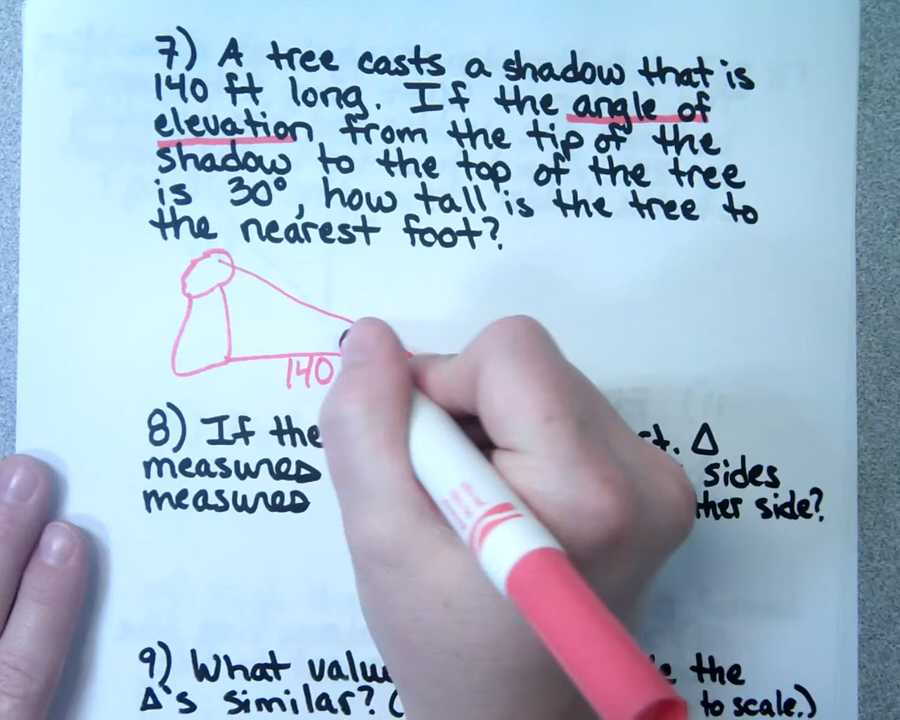 7) A tree casts a shadow that is
140 ft long. If the angle of
elevation from the tip of the
shadow to the top of the tree
is 30°, how tall is the tree to
the nearest foot?
140
8) If the Δ
measures sides
measures side?
9) What the
Δ's similar? ( to scale.)